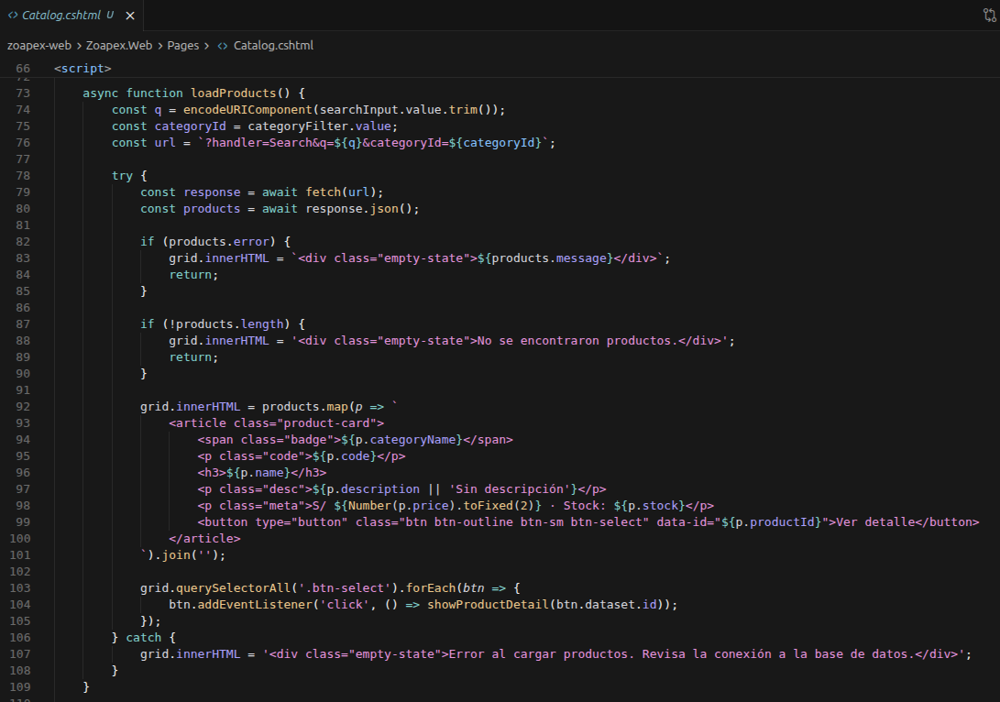 <> Catalog.cshtml U ×
zoapex-web > Zoapex.Web > Pages > <> Catalog.cshtml
66 <script>
72
73     async function loadProducts() {
74         const q = encodeURIComponent(searchInput.value.trim());
75         const categoryId = categoryFilter.value;
76         const url = `?handler=Search&q=${q}&categoryId=${categoryId}`;
77
78         try {
79             const response = await fetch(url);
80             const products = await response.json();
81
82             if (products.error) {
83                 grid.innerHTML = `<div class="empty-state">${products.message}</div>`;
84                 return;
85             }
86
87             if (!products.length) {
88                 grid.innerHTML = '<div class="empty-state">No se encontraron productos.</div>';
89                 return;
90             }
91
92             grid.innerHTML = products.map(p => `
93                 <article class="product-card">
94                     <span class="badge">${p.categoryName}</span>
95                     <p class="code">${p.code}</p>
96                     <h3>${p.name}</h3>
97                     <p class="desc">${p.description || 'Sin descripción'}</p>
98                     <p class="meta">S/ ${Number(p.price).toFixed(2)} · Stock: ${p.stock}</p>
99                     <button type="button" class="btn btn-outline btn-sm btn-select" data-id="${p.productId}">Ver detalle</button>
100                 </article>
101             `).join('');
102
103             grid.querySelectorAll('.btn-select').forEach(btn => {
104                 btn.addEventListener('click', () => showProductDetail(btn.dataset.id));
105             });
106         } catch {
107             grid.innerHTML = '<div class="empty-state">Error al cargar productos. Revisa la conexión a la base de datos.</div>';
108         }
109     }
110